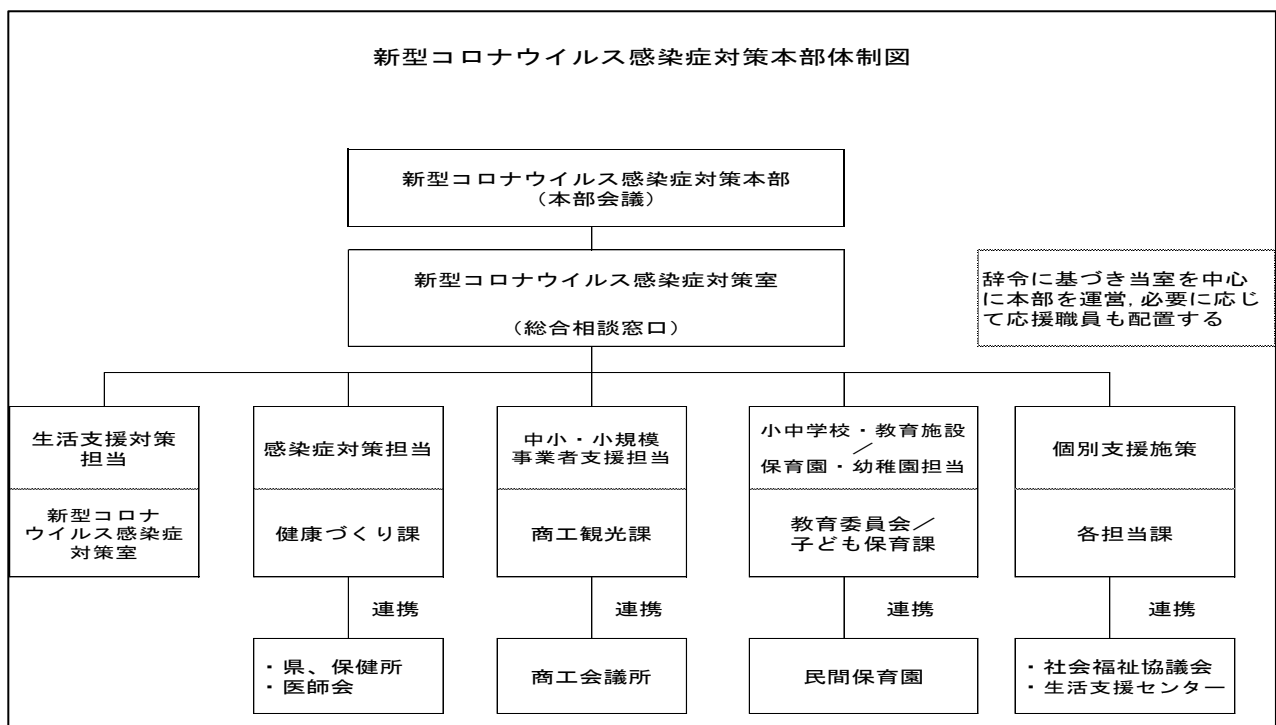 新型コロナウイルス感染症対策本部体制図
新型コロナウイルス感染症対策本部
（本部会議）
新型コロナウイルス感染症対策室
（総合相談窓口）
辞令に基づき当室を中心
に本部を運営,必要に応じ
て応援職員も配置する
生活支援対策
担当
新型コロナ
ウイルス感染症
対策室
感染症対策担当
健康づくり課
中小・小規模
事業者支援担当
商工観光課
小中学校・教育施設
／
保育園・幼稚園担当
教育委員会／
子ども保育課
個別支援施策
各担当課
連携
連携
連携
連携
・県、保健所
・医師会
商工会議所
民間保育園
・社会福祉協議会
・生活支援センター